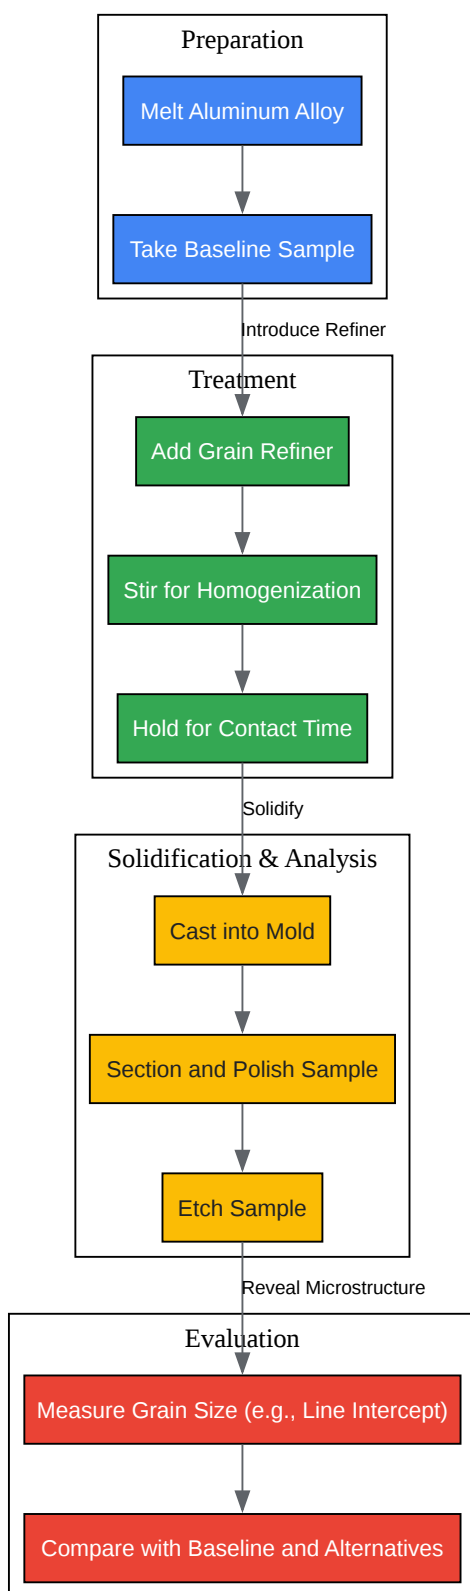 Preparation
Melt Aluminum Alloy
Take Baseline Sample
Introduce Refiner
Treatment
Add Grain Refiner
Stir for Homogenization
Hold for Contact Time
Solidify
Solidification & Analysis
Cast into Mold
Section and Polish Sample
Etch Sample
Reveal Microstructure
Evaluation
Measure Grain Size (e.g., Line Intercept)
Compare with Baseline and Alternatives